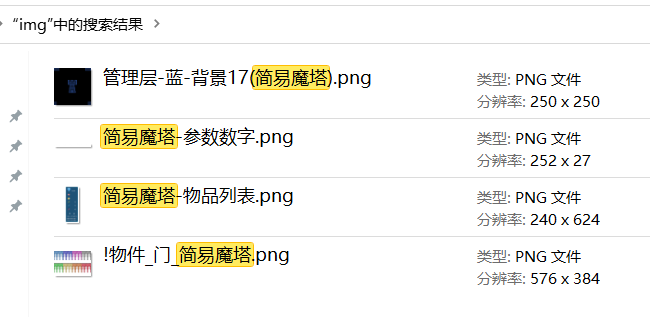 “img”中的搜索结果
管理层-蓝-背景17(简易魔塔).png
类型: PNG 文件
分辨率: 250 x 250
简易魔塔-参数数字.png
类型: PNG 文件
分辨率: 252 x 27
简易魔塔-物品列表.png
类型: PNG 文件
分辨率: 240 x 624
!物件_门_简易魔塔.png
类型: PNG 文件
分辨率: 576 x 384